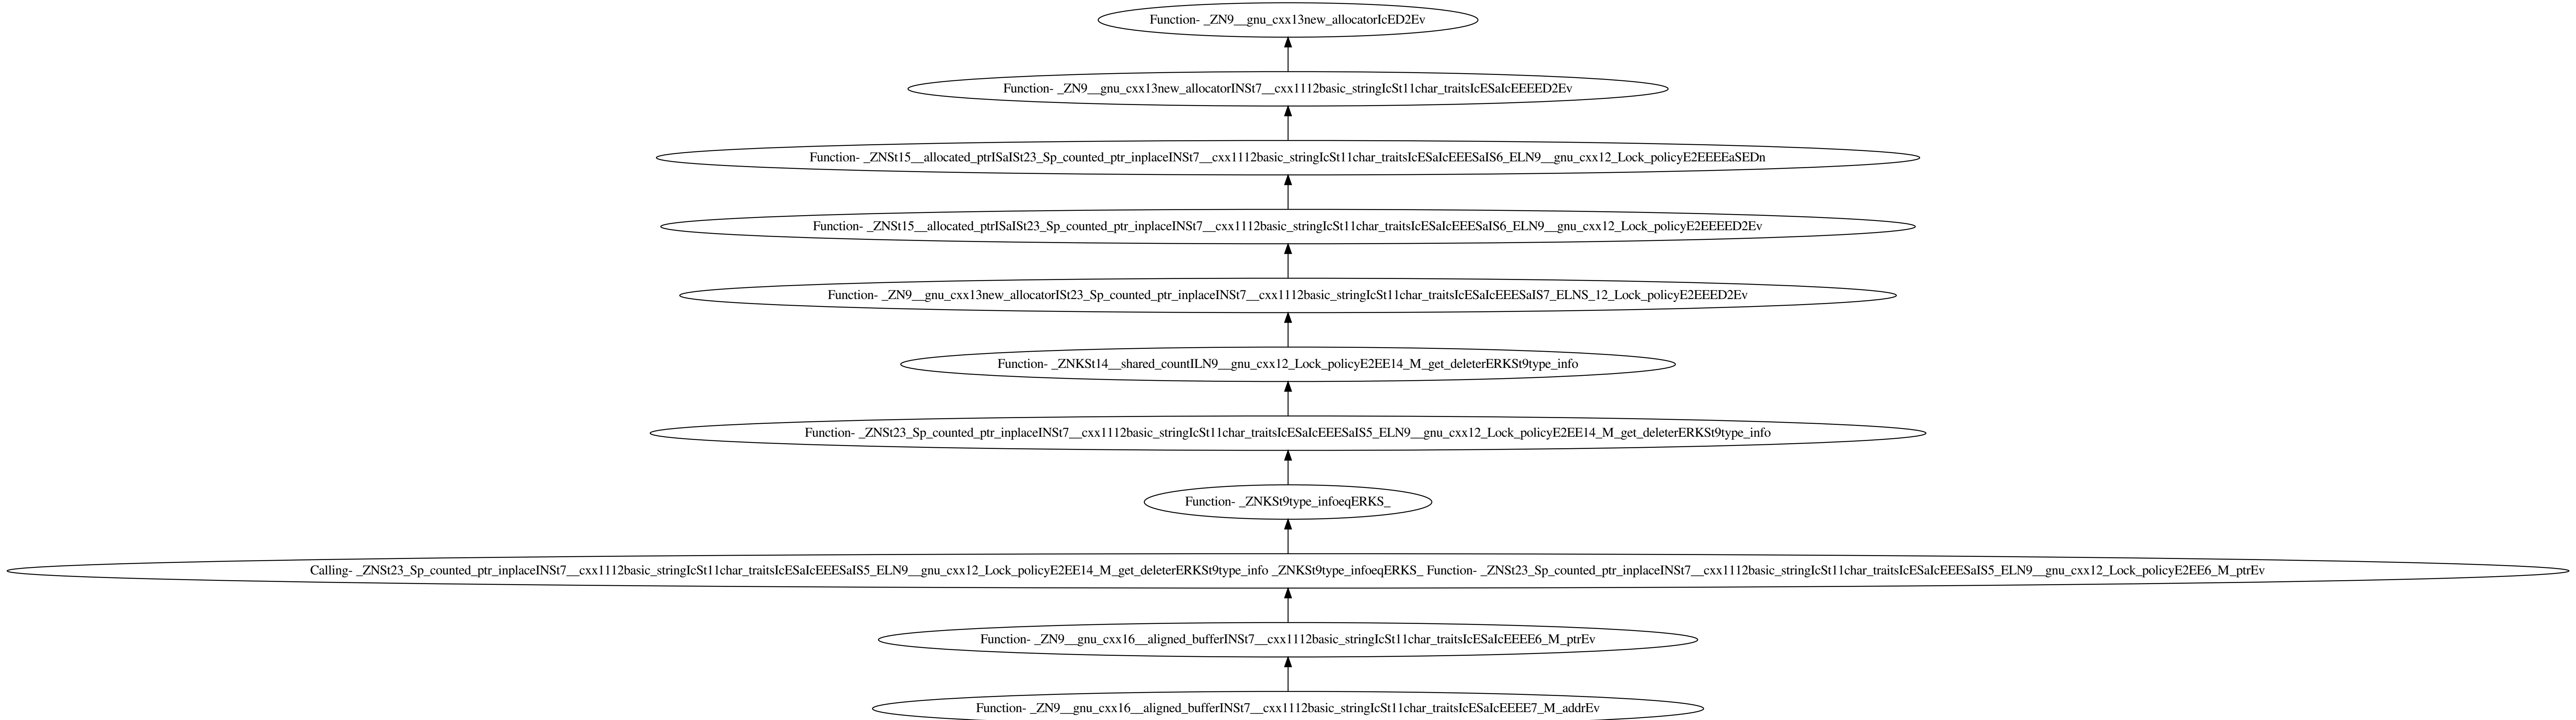 Function- _ZN9__gnu_cxx13new_allocatorIcED2Ev
Function- _ZN9__gnu_cxx13new_allocatorINSt7__cxx1112basic_stringIcSt11char_traitsIcESaIcEEEED2Ev
Function- _ZNSt15__allocated_ptrISaISt23_Sp_counted_ptr_inplaceINSt7__cxx1112basic_stringIcSt11char_traitsIcESaIcEEESaIS6_ELN9__gnu_cxx12_Lock_policyE2EEEEaSEDn
Function- _ZNSt15__allocated_ptrISaISt23_Sp_counted_ptr_inplaceINSt7__cxx1112basic_stringIcSt11char_traitsIcESaIcEEESaIS6_ELN9__gnu_cxx12_Lock_policyE2EEEED2Ev
Function- _ZN9__gnu_cxx13new_allocatorISt23_Sp_counted_ptr_inplaceINSt7__cxx1112basic_stringIcSt11char_traitsIcESaIcEEESaIS7_ELNS_12_Lock_policyE2EEED2Ev
Function- _ZNKSt14__shared_countILN9__gnu_cxx12_Lock_policyE2EE14_M_get_deleterERKSt9type_info
Function- _ZNSt23_Sp_counted_ptr_inplaceINSt7__cxx1112basic_stringIcSt11char_traitsIcESaIcEEESaIS5_ELN9__gnu_cxx12_Lock_policyE2EE14_M_get_deleterERKSt9type_info
Function- _ZNKSt9type_infoeqERKS_
Calling- _ZNSt23_Sp_counted_ptr_inplaceINSt7__cxx1112basic_stringIcSt11char_traitsIcESaIcEEESaIS5_ELN9__gnu_cxx12_Lock_policyE2EE14_M_get_deleterERKSt9type_info _ZNKSt9type_infoeqERKS_ Function- _ZNSt23_Sp_counted_ptr_inplaceINSt7__cxx1112basic_stringIcSt11char_traitsIcESaIcEEESaIS5_ELN9__gnu_cxx12_Lock_policyE2EE6_M_ptrEv
Function- _ZN9__gnu_cxx16__aligned_bufferINSt7__cxx1112basic_stringIcSt11char_traitsIcESaIcEEEE6_M_ptrEv
Function- _ZN9__gnu_cxx16__aligned_bufferINSt7__cxx1112basic_stringIcSt11char_traitsIcESaIcEEEE7_M_addrEv